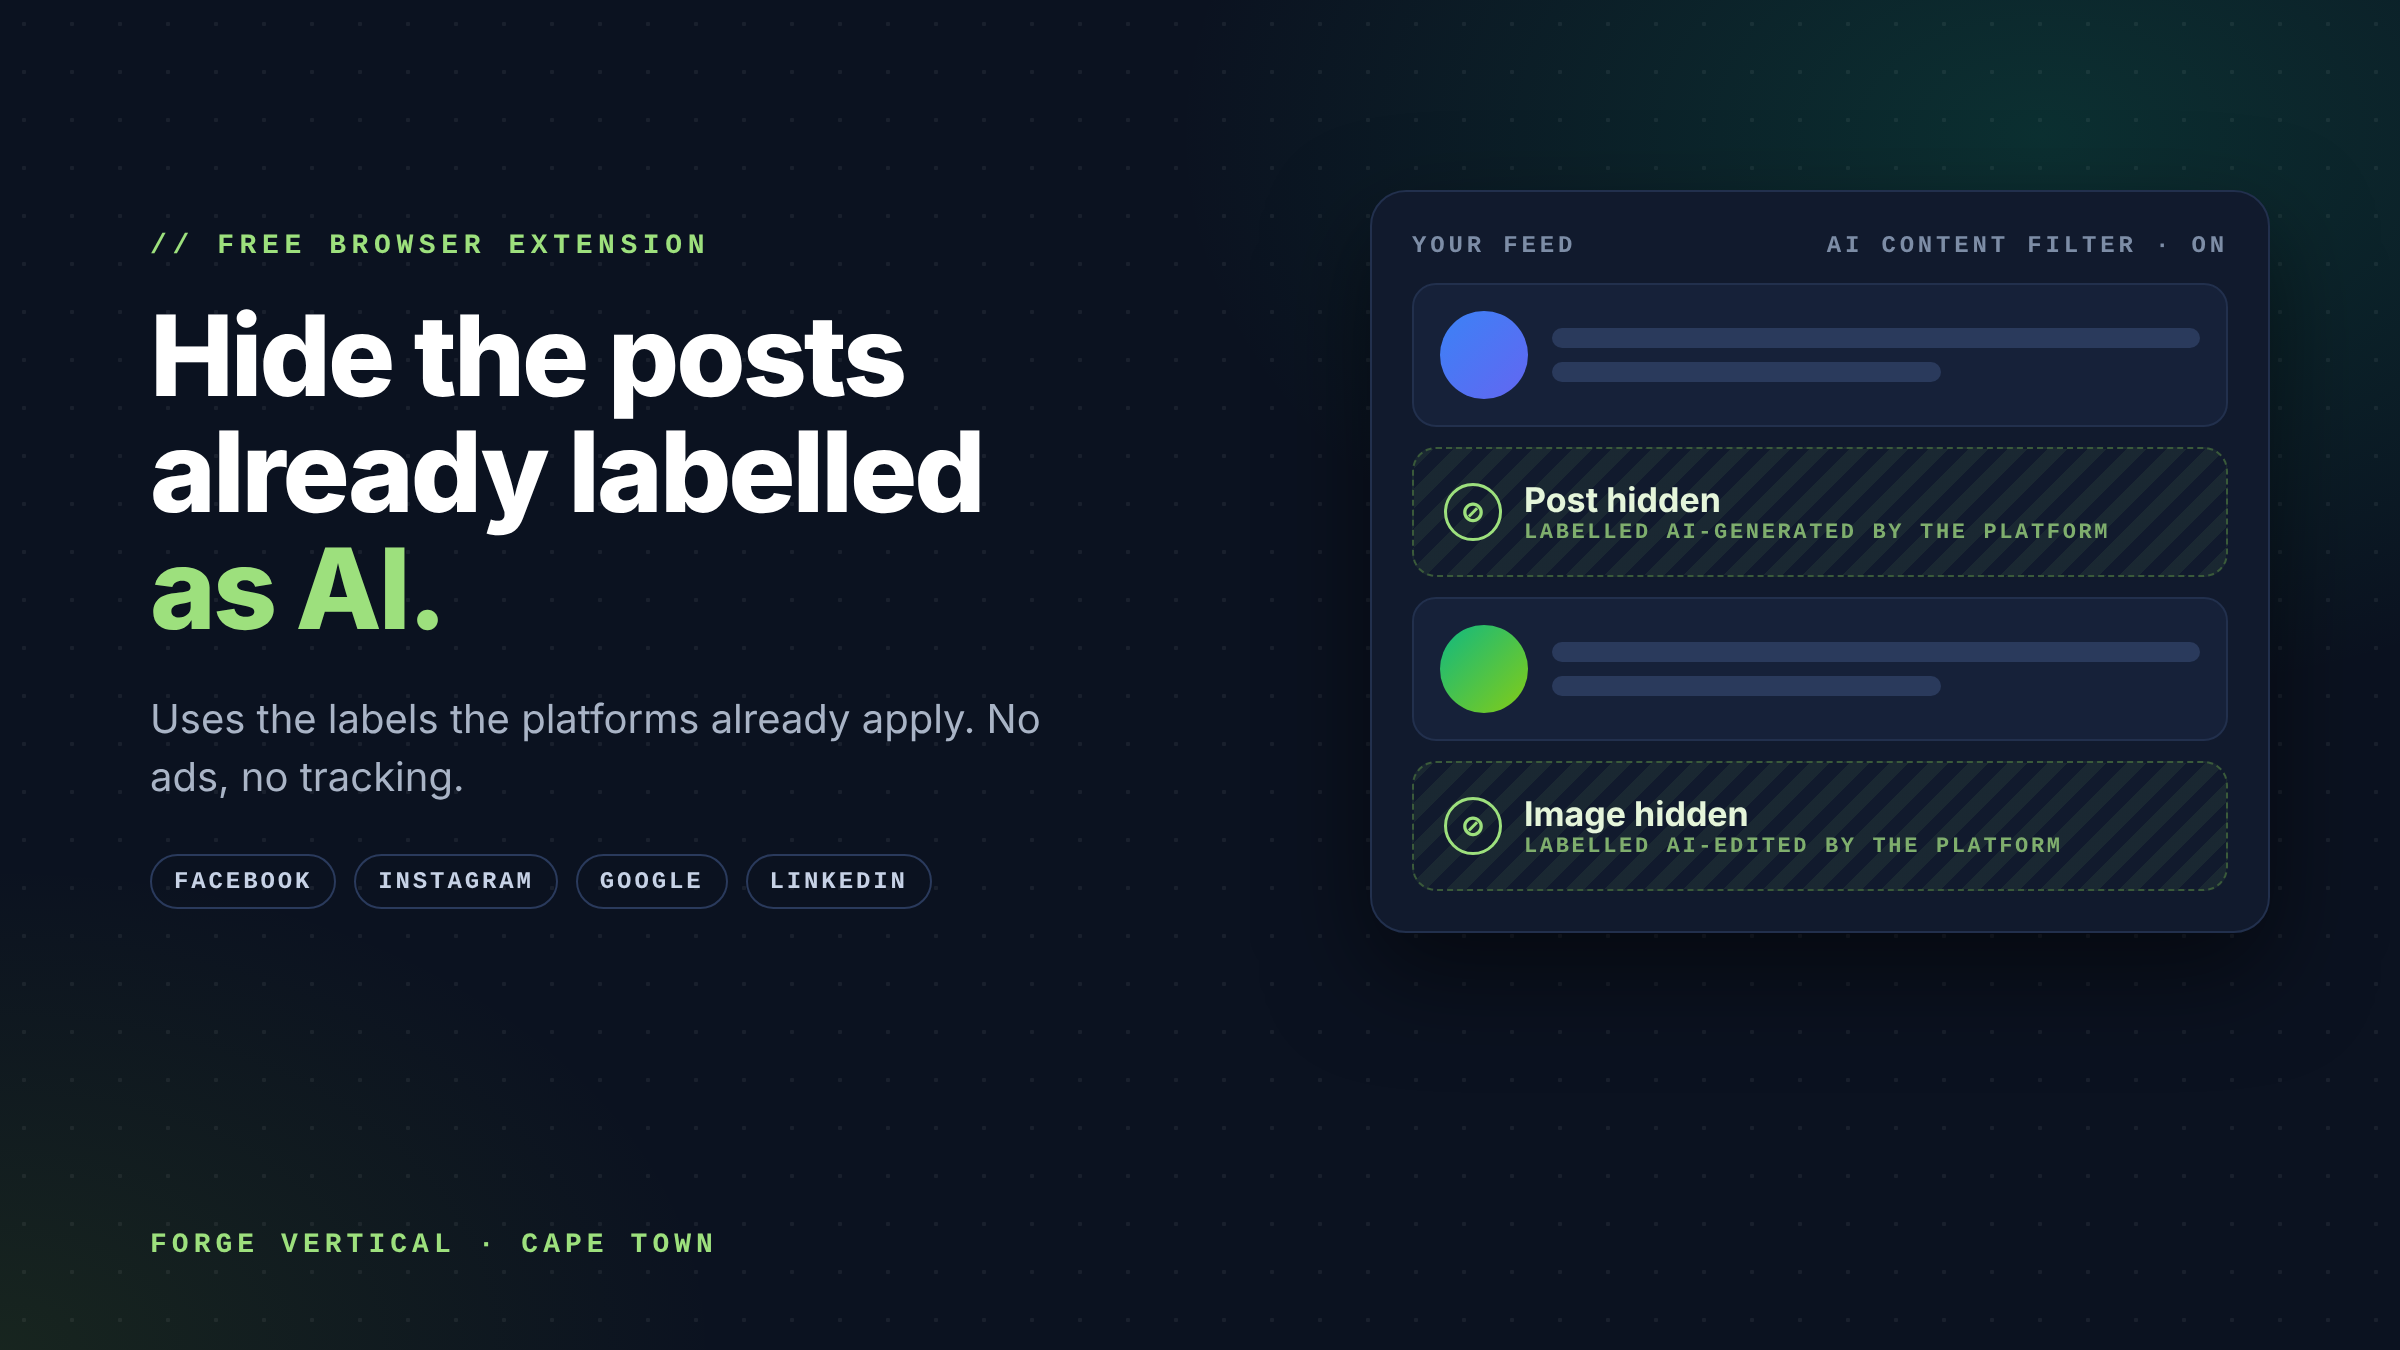 // FREE BROWSER EXTENSION
Hide the posts
already labelled
as AI.
Uses the labels the platforms already apply. No
ads, no tracking.
FACEBOOK INSTAGRAM GOOGLE LINKEDIN
FORGE VERTICAL · CAPE TOWN
YOUR FEED AI CONTENT FILTER · ON
Post hidden
LABELLED AI-GENERATED BY THE PLATFORM
Image hidden
LABELLED AI-EDITED BY THE PLATFORM